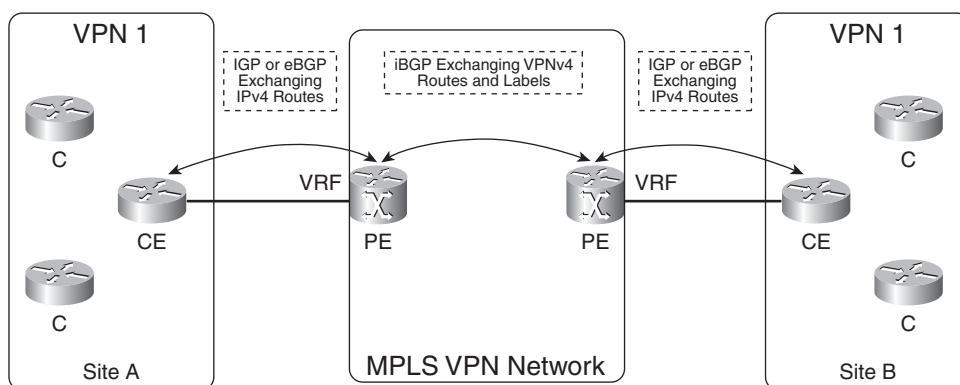 VPN 1
VPN 1
IGP or eBGP
Exchanging
IPv4 Routes
iBGP Exchanging VPNv4
Routes and Labels
IGP or eBGP
Exchanging
IPv4 Routes
C
C
VRF
VRF
CE
PE
PE
CE
C
C
Site A
MPLS VPN Network
Site B